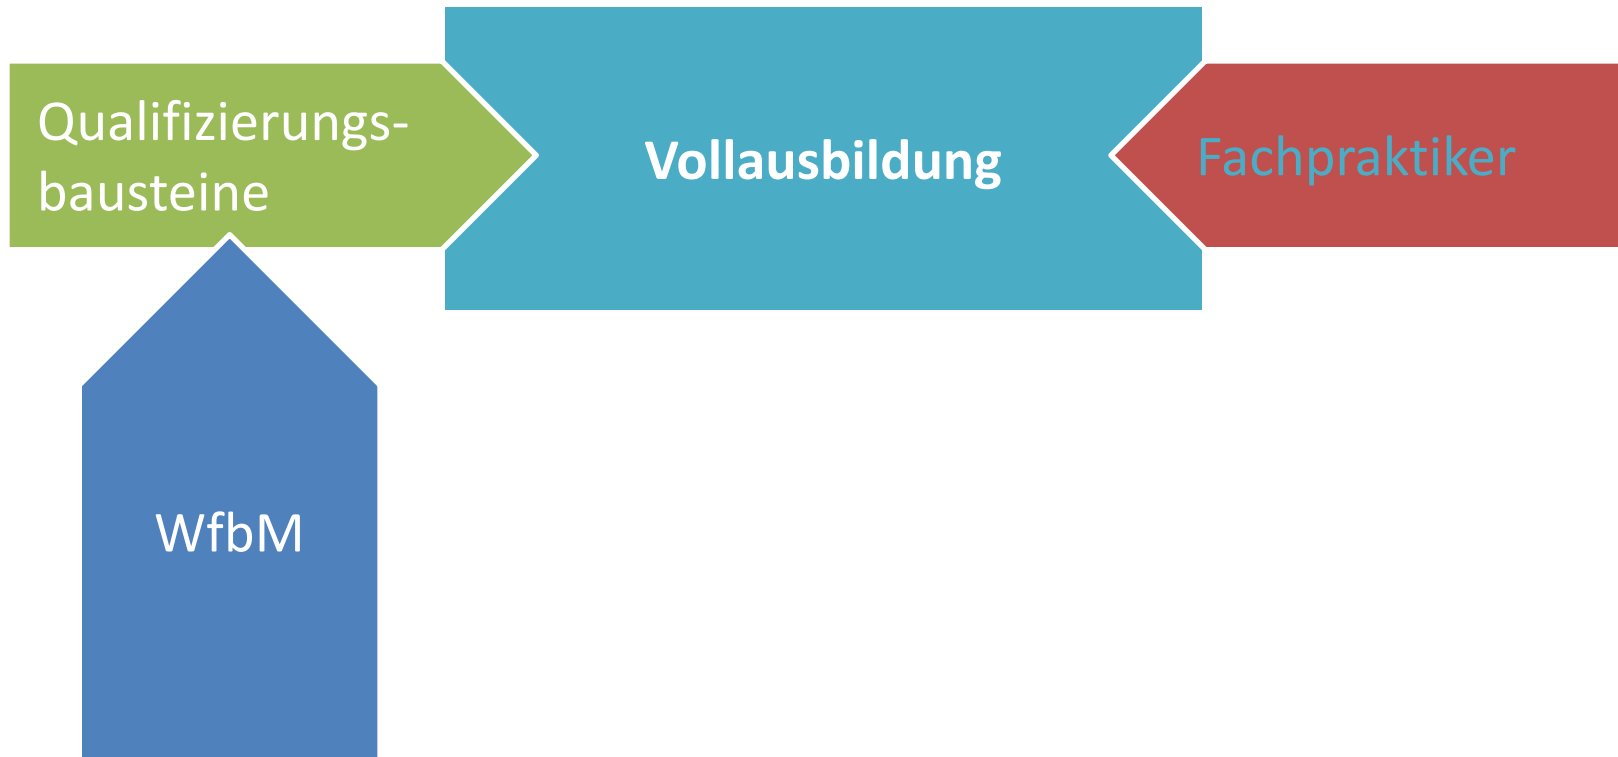 Qualifizierungs-
bausteine
Vollausbildung
Fachpraktiker
WfbM